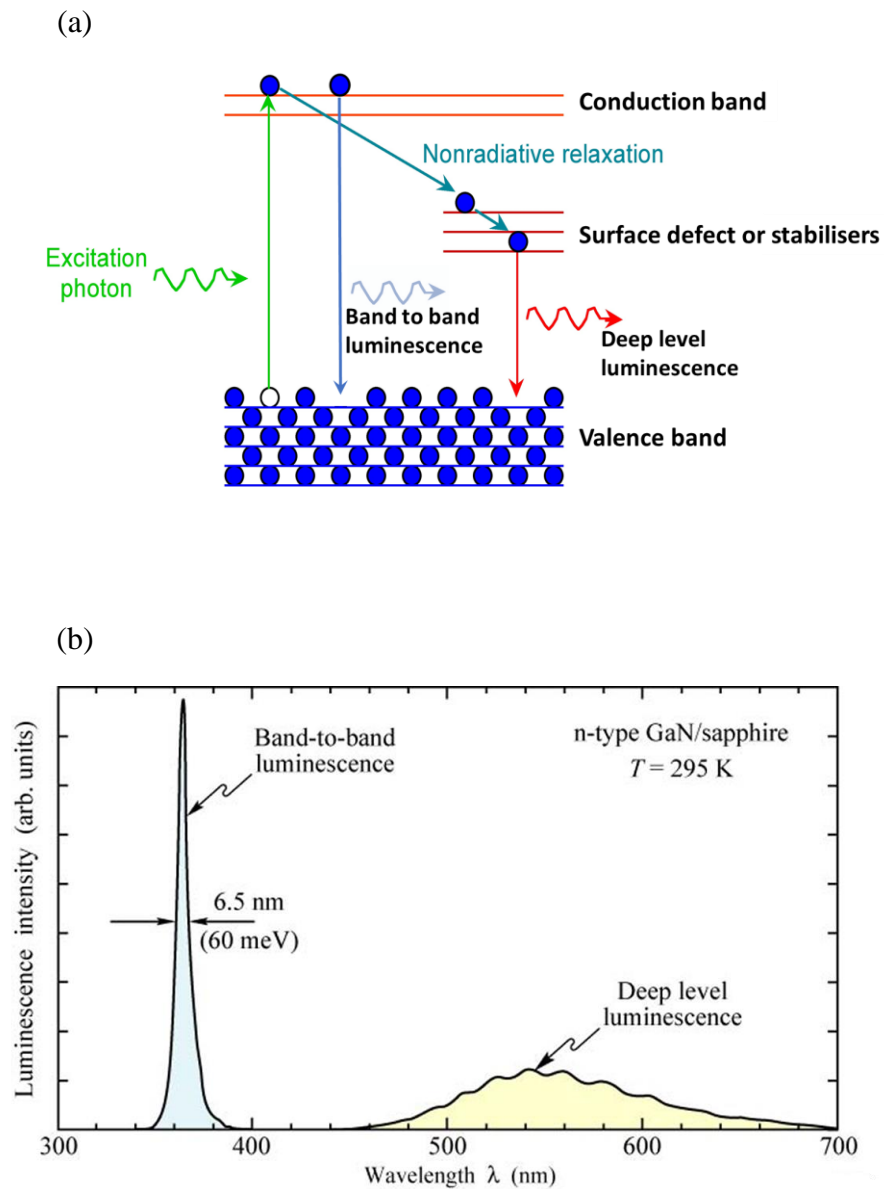 (a)
Conduction band
Nonradiative relaxation
Surface defect or stabilisers
Excitation
photon
Band to band
luminescence
Deep level
luminescence
Valence band
(b)
Luminescence intensity (arb. units)
Band-to-band
luminescence
n-type GaN/sapphire
T = 295 K
6.5 nm
(60 meV)
Deep level
luminescence
300 400 500 600 700
Wavelength λ (nm)